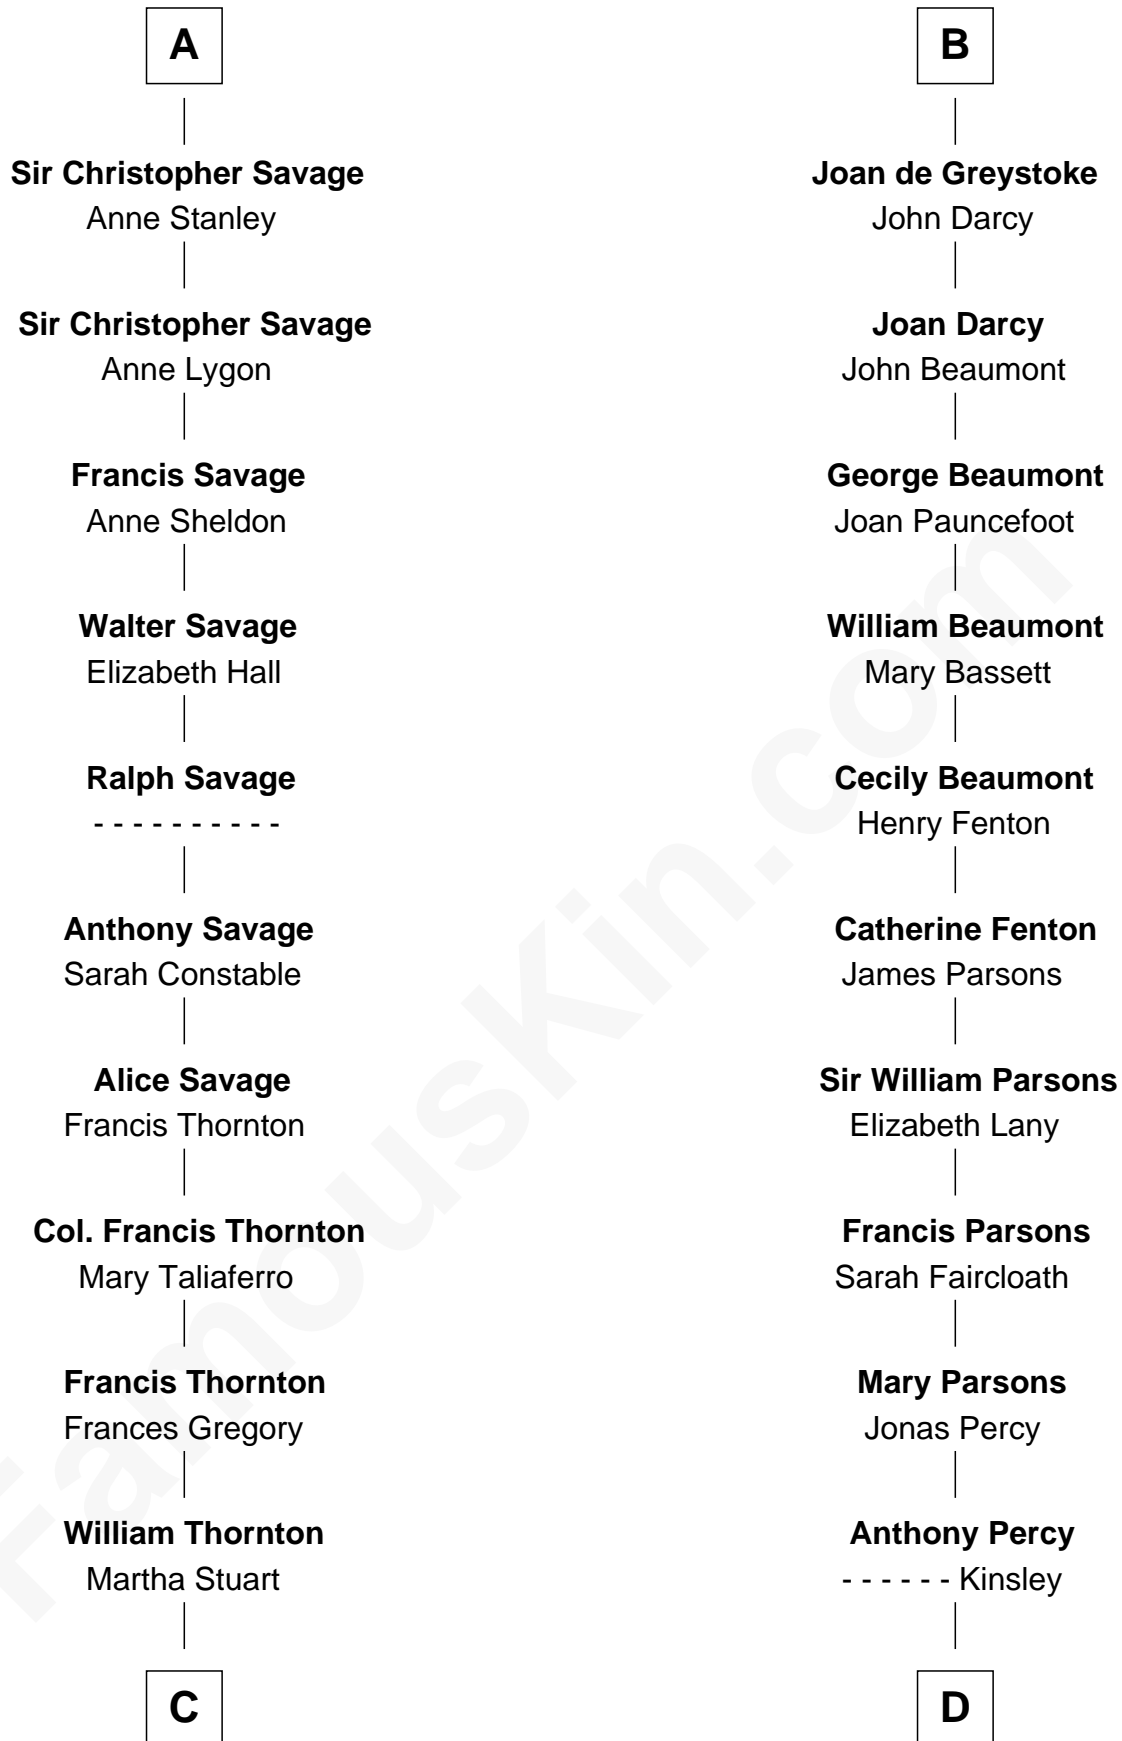 A
Sir Christopher Savage
Anne Stanley
Sir Christopher Savage
Anne Lygon
Francis Savage
Anne Sheldon
Walter Savage
Elizabeth Hall
Ralph Savage
- - - - - - - - - -
Anthony Savage
Sarah Constable
Alice Savage
Francis Thornton
Col. Francis Thornton
Mary Taliaferro
Francis Thornton
Frances Gregory
William Thornton
Martha Stuart
C
B
Joan de Greystoke
John Darcy
Joan Darcy
John Beaumont
George Beaumont
Joan Pauncefoot
William Beaumont
Mary Bassett
Cecily Beaumont
Henry Fenton
Catherine Fenton
James Parsons
Sir William Parsons
Elizabeth Lany
Francis Parsons
Sarah Faircloath
Mary Parsons
Jonas Percy
Anthony Percy
- - - - - - Kinsley
D
FamousKin.com